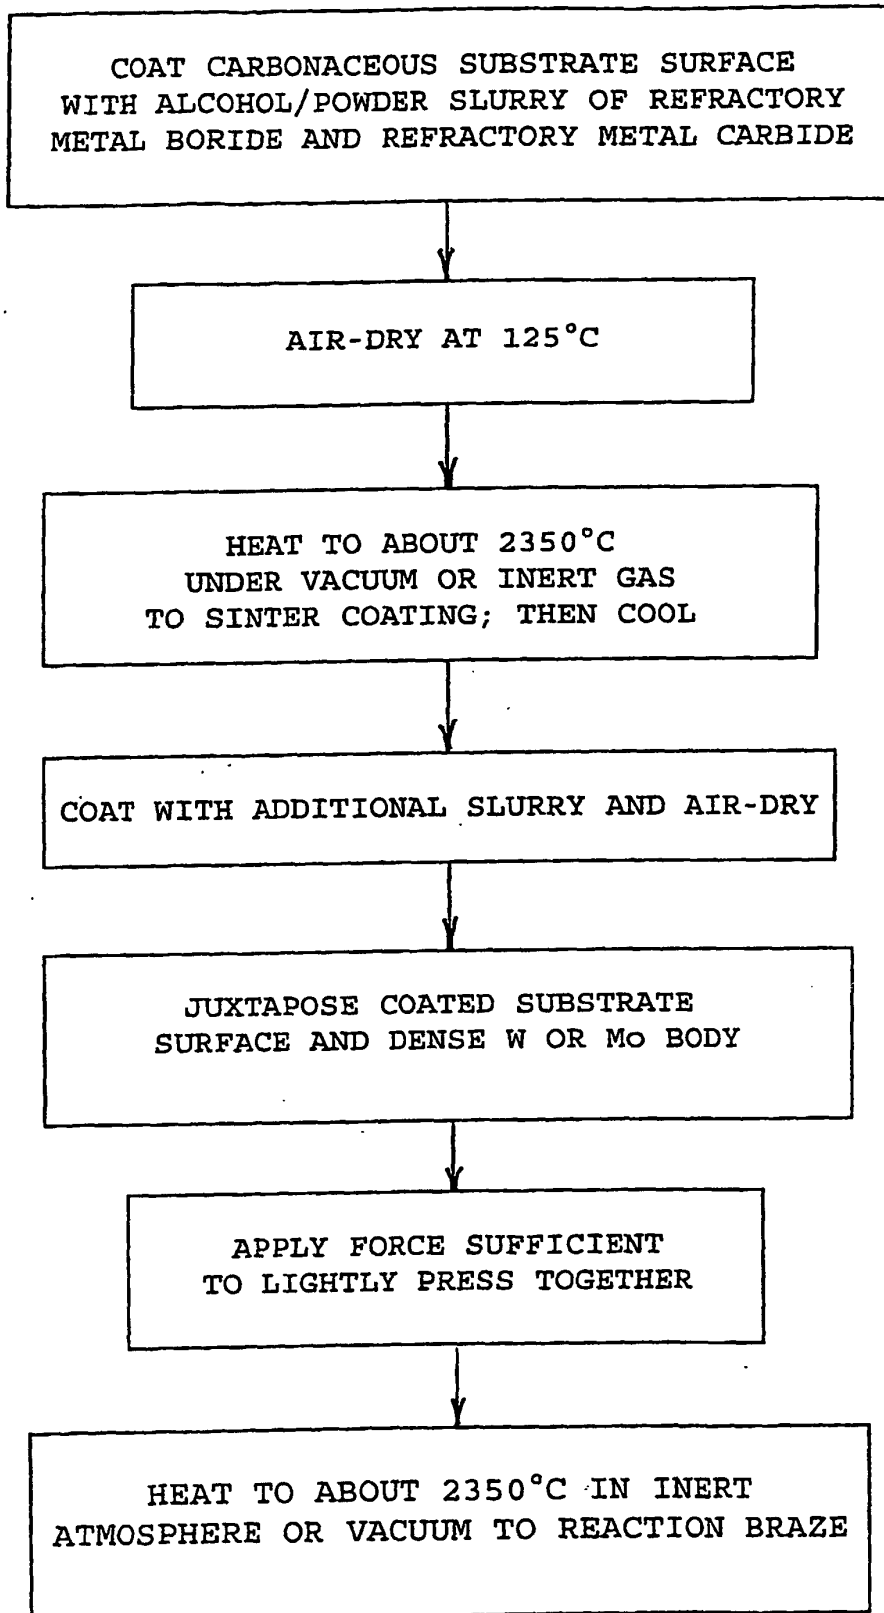 COAT CARBONACEOUS SUBSTRATE SURFACE
WITH ALCOHOL/POWDER SLURRY OF REFRACTORY
METAL BORIDE AND REFRACTORY METAL CARBIDE
AIR-DRY AT 125°C
HEAT TO ABOUT 2350°C
UNDER VACUUM OR INERT GAS
TO SINTER COATING; THEN COOL
COAT WITH ADDITIONAL SLURRY AND AIR-DRY
JUXTAPOSE COATED SUBSTRATE
SURFACE AND DENSE W OR Mo BODY
APPLY FORCE SUFFICIENT
TO LIGHTLY PRESS TOGETHER
HEAT TO ABOUT 2350°C IN INERT
ATMOSPHERE OR VACUUM TO REACTION BRAZE